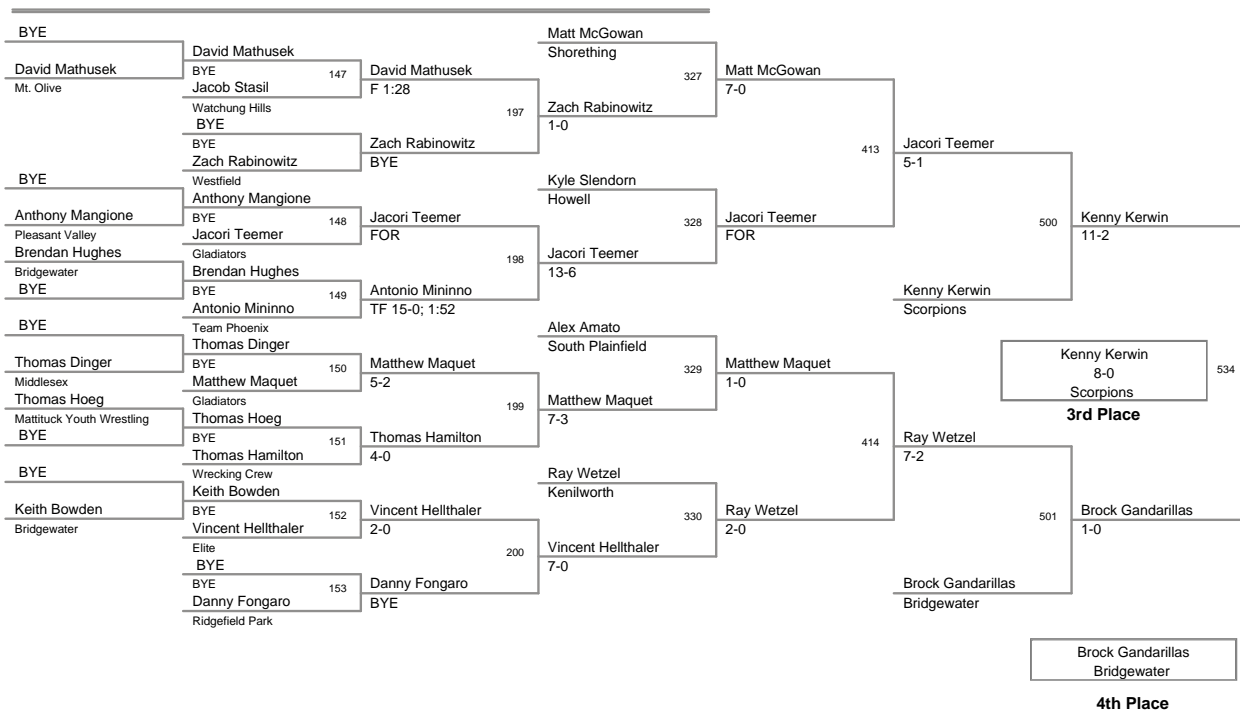 BYE
David Mathusek
Mt. Olive
BYE
Anthony Mangione
Pleasant Valley
Brendan Hughes
Bridgewater
BYE
BYE
Thomas Dinger
Middlesex
Thomas Hoeg
Mattituck Youth Wrestling
BYE
BYE
Keith Bowden
Bridgewater
David Mathusek
BYE
147
Jacob Stasil
Watchung Hills
BYE
BYE
Zach Rabinowitz
Westfield
Anthony Mangione
BYE
148
Jacori Teemer
Gladiators
Brendan Hughes
BYE
149
Antonio Mininno
Team Phoenix
Thomas Dinger
BYE
150
Matthew Maquet
Gladiators
Thomas Hoeg
BYE
151
Thomas Hamilton
Wrecking Crew
Keith Bowden
BYE
152
Vincent Hellthaler
Elite
BYE
BYE
153
Danny Fongaro
Ridgefield Park
David Mathusek
F 1:28
197
Zach Rabinowitz
BYE
Jacori Teemer
FOR
198
Antonio Mininno
TF 15-0; 1:52
Matthew Maquet
5-2
199
Thomas Hamilton
4-0
Vincent Hellthaler
2-0
200
Danny Fongaro
BYE
Matt McGowan
Shorething
327
Zach Rabinowitz
1-0
Kyle Slendorn
Howell
328
Jacori Teemer
13-6
Alex Amato
South Plainfield
329
Matthew Maquet
7-3
Ray Wetzel
Kenilworth
330
Vincent Hellthaler
7-0
Matt McGowan
7-0
413
Jacori Teemer
FOR
Matthew Maquet
1-0
414
Ray Wetzel
2-0
Jacori Teemer
5-1
500
Kenny Kerwin
Scorpions
Ray Wetzel
7-2
501
Brock Gandarillas
Bridgewater
Kenny Kerwin
11-2
Kenny Kerwin
8-0
Scorpions
534
3rd Place
Brock Gandarillas
1-0
Brock Gandarillas
Bridgewater
4th Place